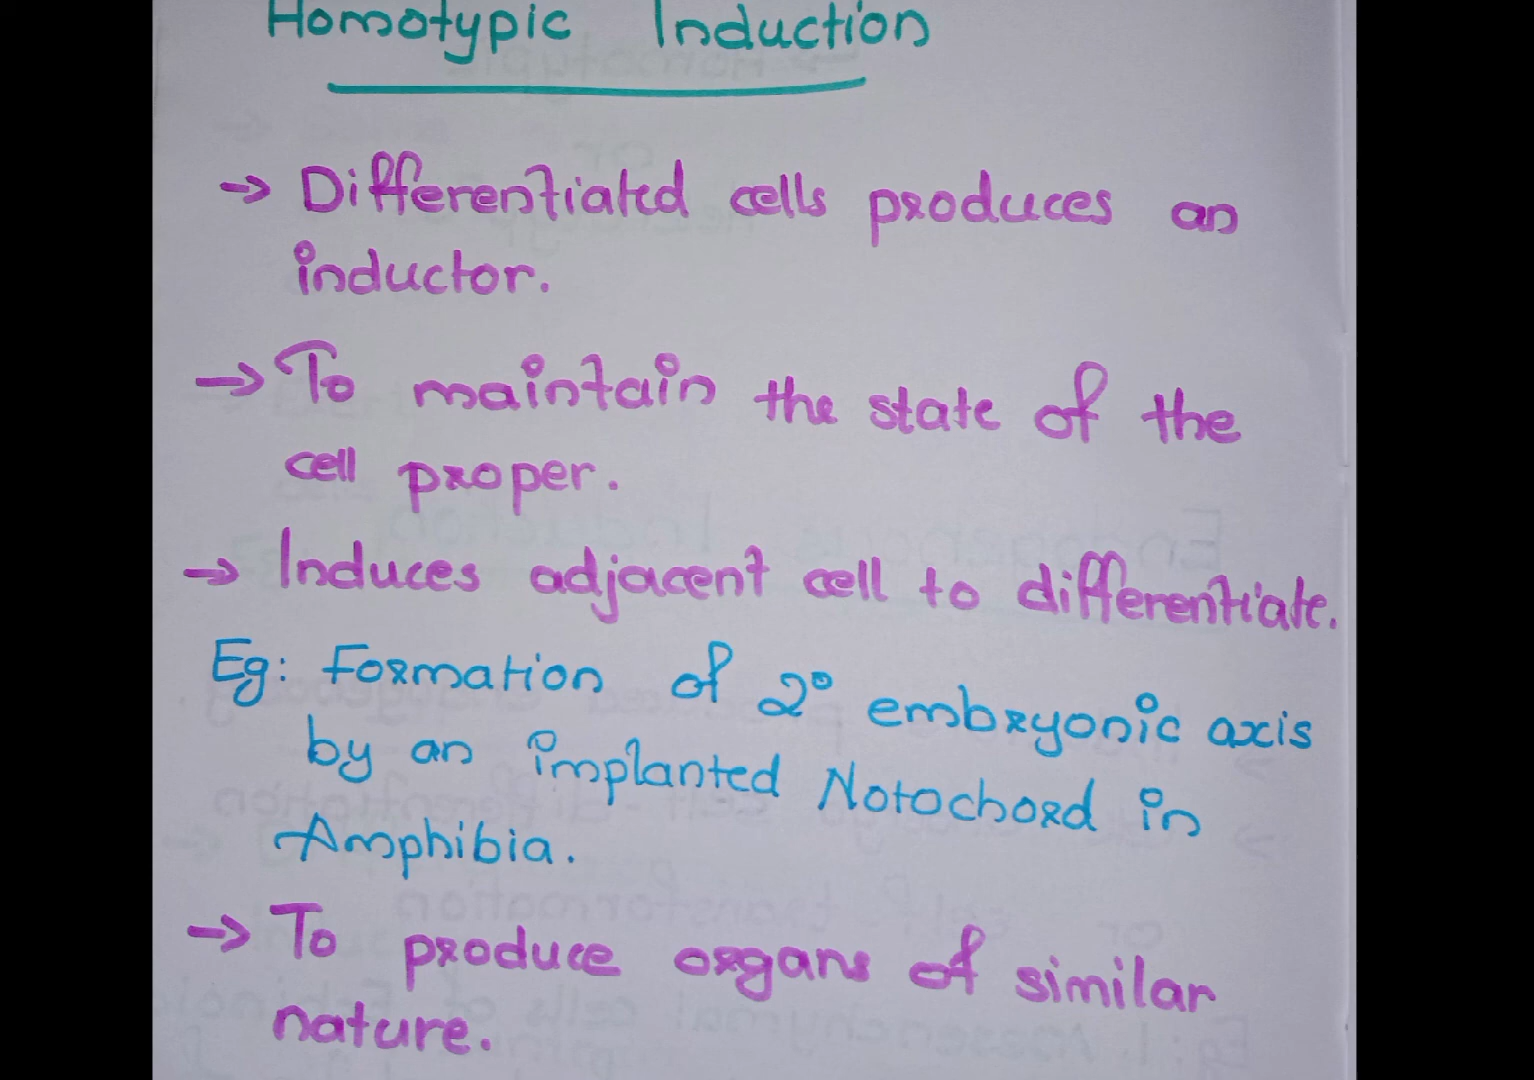 Homotypic Induction
→ Differentiated cells produces an
inductor.
→ To maintain the state of the
cell proper.
→ Induces adjacent cell to differentiate.
Eg: Formation of 2° embryonic axis
by an implanted Notochord in
Amphibia.
→ To produce organs of similar
nature.